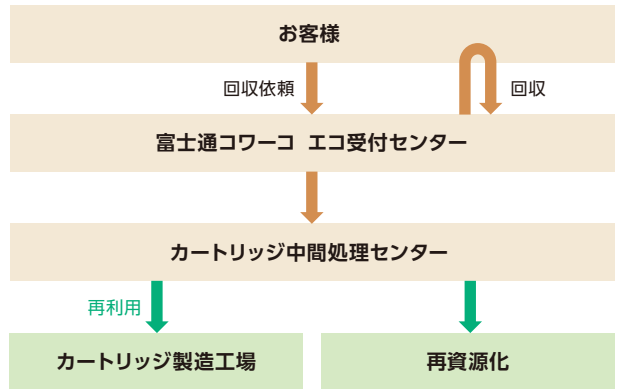 お客様
回収依頼
回収
富士通コワーコ エコ受付センター
カートリッジ中間処理センター
再利用
カートリッジ製造工場
再資源化